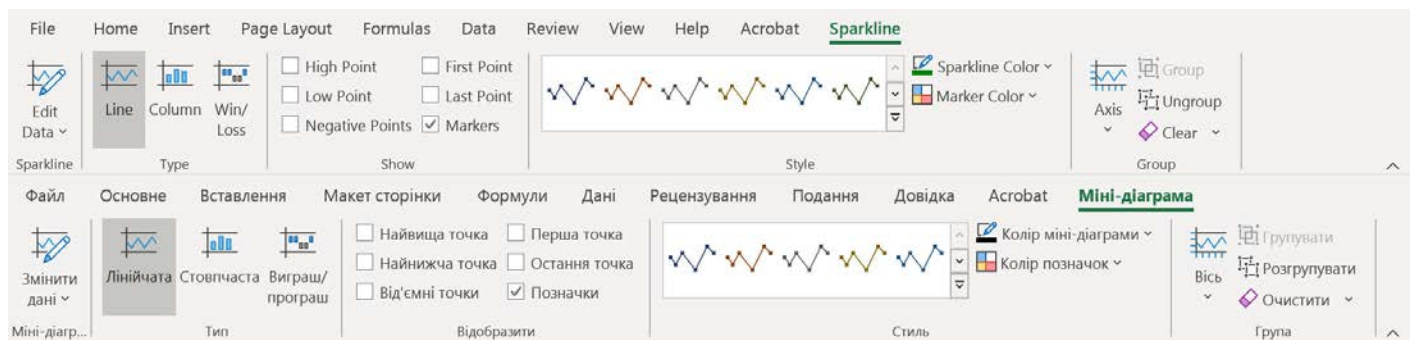 File Home Insert Page Layout Formulas Data Review View Help Acrobat Sparkline
Edit Data
Line Column Win/ Loss
High Point First Point
Low Point Last Point
Negative Points Markers
Sparkline Color
Marker Color
Axis
Group
Ungroup
Clear
Sparkline Type Show Style Group
Файл Основне Вставлення Макет сторінки Формули Дані Рецензування Подання Довідка Acrobat Міні-діаграма
Змінити дані
Лінійчата Стовпчаста Виграш/ програш
Найвища точка Перша точка
Найнижча точка Остання точка
Від'ємні точки Позначки
Колір міні-діаграми
Колір позначок
Вісь
Групувати
Розгрупувати
Очистити
Міні-діагр... Тип Відобразити Стиль Група